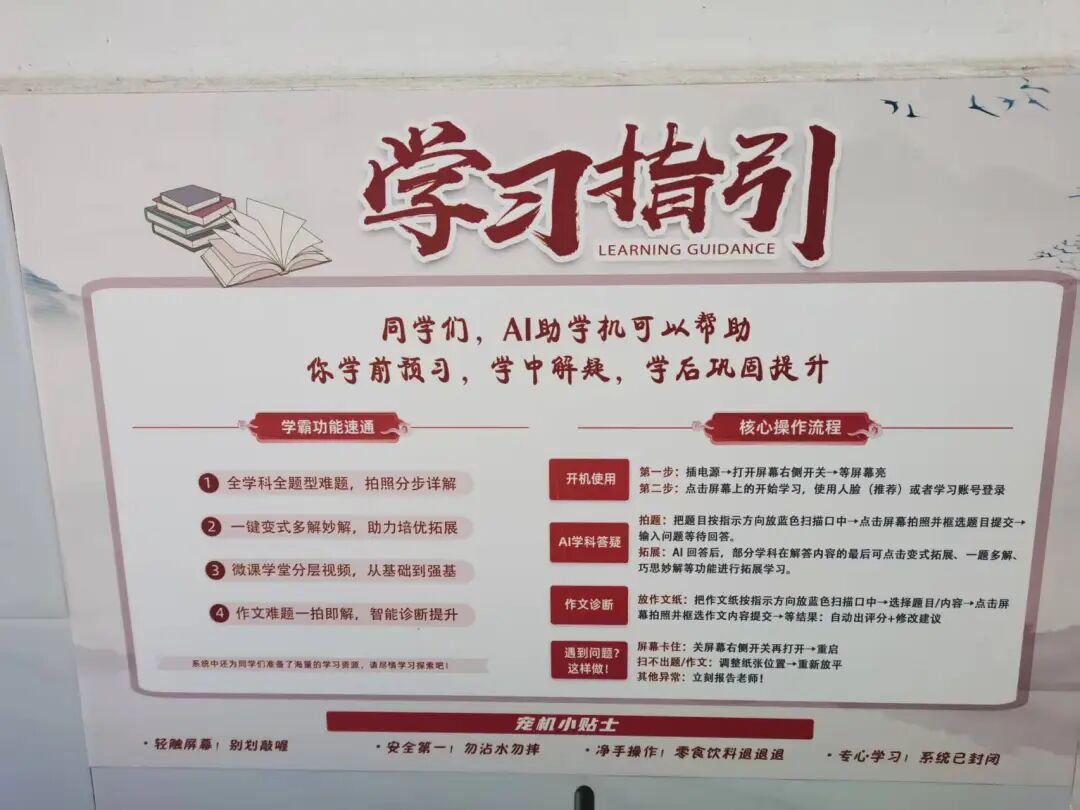 学习指引
LEARNING GUIDANCE
同学们，AI助学机可以帮助
你学前预习，学中解疑，学后巩固提升
学霸功能速通
1 全学科全题型难题，拍照分步详解
2 一键变式多解妙解，助力培优拓展
3 微课学堂分层视频，从基础到强基
4 作文难题一拍即解，智能诊断提升
系统中还为同学们准备了海量的学习资源，请尽情学习探索吧！
核心操作流程
开机使用
第一步：插电源→打开屏幕右侧开关→等屏幕亮
第二步：点击屏幕上的开始学习，使用人脸（推荐）或者学习账号登录
AI学科答疑
拍题：把题目按指示方向放蓝色扫描口中→点击屏幕拍照并框选题目提交→
输入问题等待回答。
拓展：AI 回答后，部分学科在解答内容的最后可点击变式拓展、一题多解、
巧思妙解等功能进行拓展学习。
作文诊断
放作文纸：把作文纸按指示方向放蓝色扫描口中→选择题目/内容→点击屏
幕拍照并框选作文内容提交→等结果：自动出评分+修改建议
遇到问题？
这样做！
屏幕卡住：关屏幕右侧开关再打开→重启
扫不出题/作文：调整纸张位置→重新放平
其他异常：立刻报告老师！
宠机小贴士
·轻触屏幕！别划敲喔
·安全第一！勿沾水勿摔
·净手操作！零食饮料退退退
·专心学习！系统已封闭